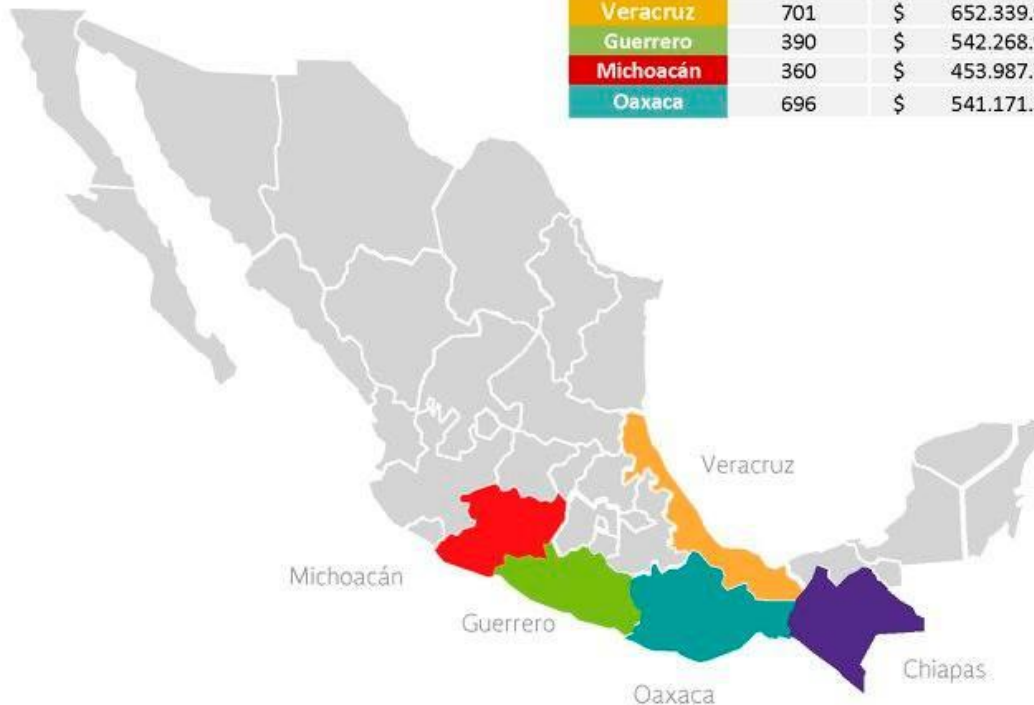 Veracruz 701 $ 652.339.
Guerrero 390 $ 542.268.
Michoacán 360 $ 453.987.
Oaxaca 696 $ 541.171.
Veracruz
Michoacán
Guerrero
Chiapas
Oaxaca